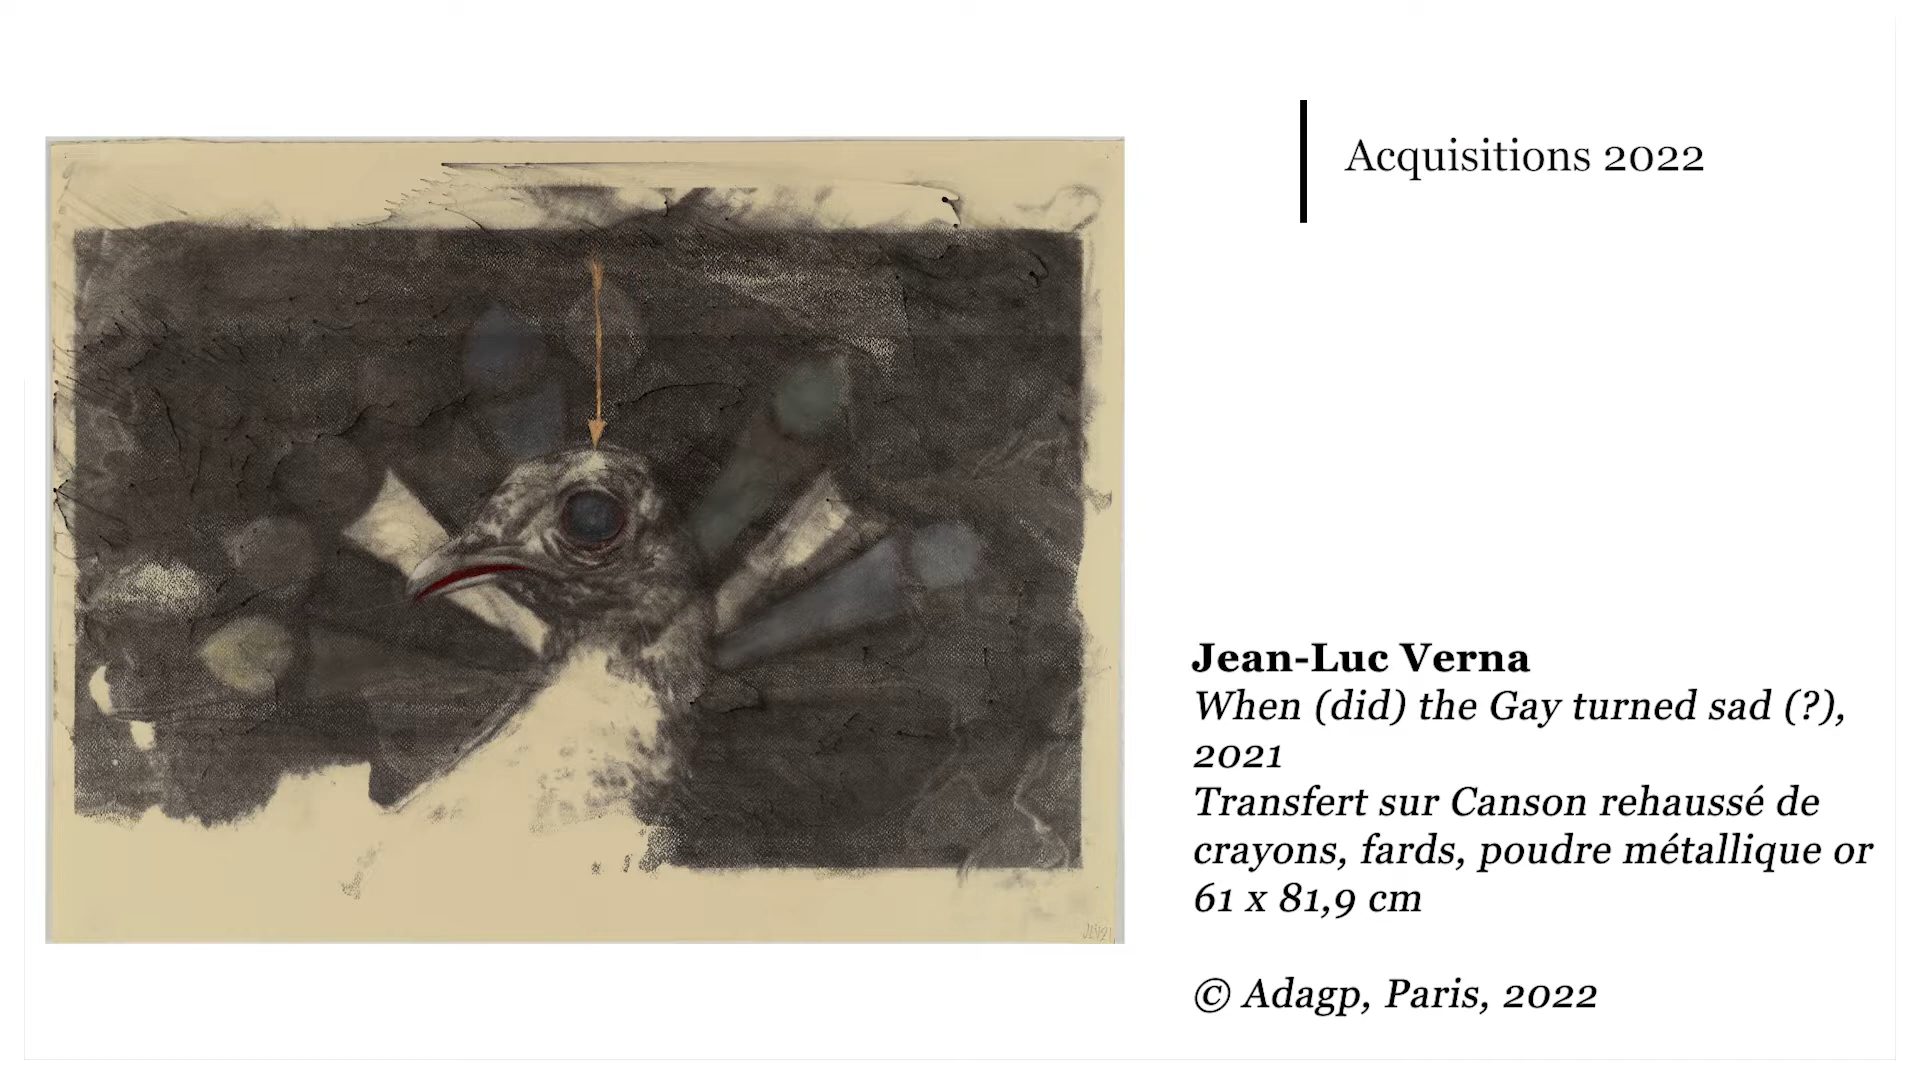 Acquisitions 2022
Jean-Luc Verna
When (did) the Gay turned sad (?),
2021
Transfert sur Canson rehaussé de
crayons, fards, poudre métallique or
61 x 81,9 cm
© Adagp, Paris, 2022